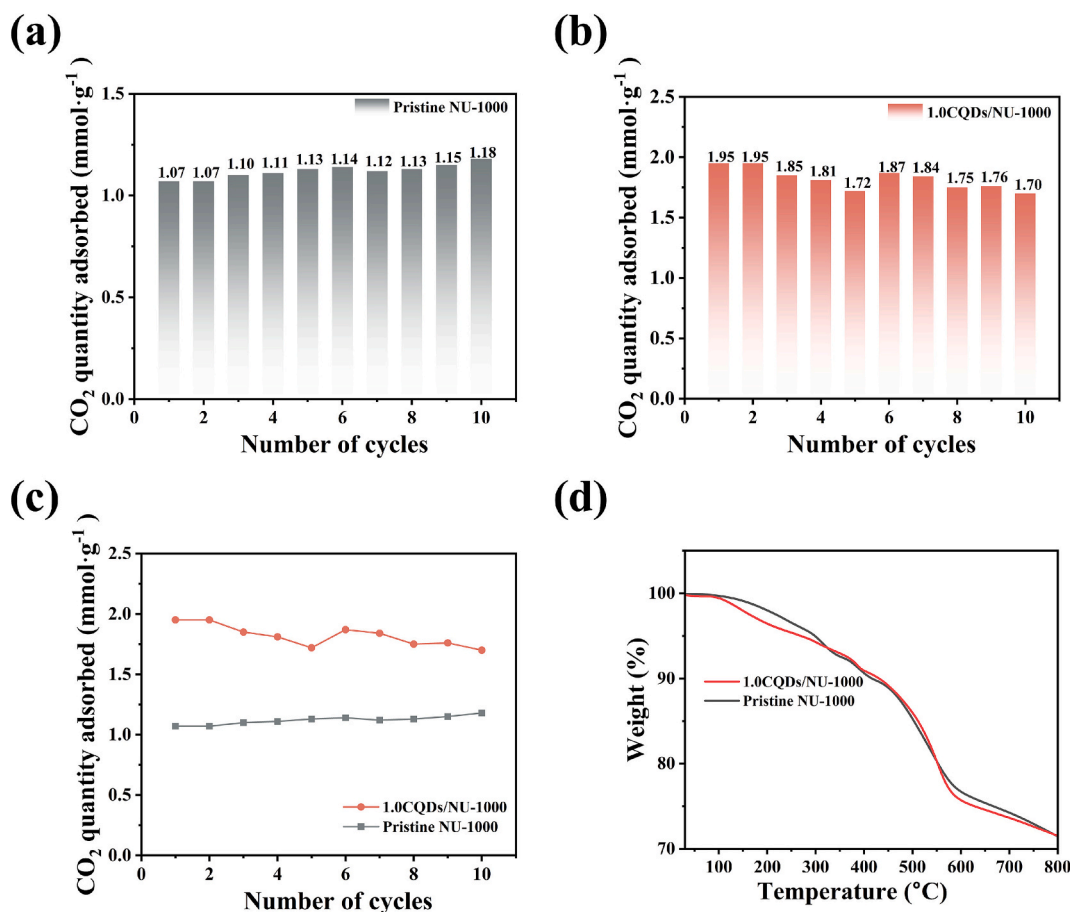 (a)
CO2 quantity adsorbed (mmol·g-1 )
1.5
1.0
0.5
0.0
Pristine NU-1000
1.07 1.07 1.10 1.11 1.13 1.14 1.12 1.13 1.15 1.18
0 2 4 6 8 10
Number of cycles
(b)
CO2 quantity adsorbed (mmol·g-1 )
2.5
2.0
1.5
1.0
0.5
0.0
1.0CQDs/NU-1000
1.95 1.95 1.85 1.81 1.72 1.87 1.84 1.75 1.76 1.70
0 2 4 6 8 10
Number of cycles
(c)
CO2 quantity adsorbed (mmol·g-1 )
2.5
2.0
1.5
1.0
0.5
0.0
1.0CQDs/NU-1000
Pristine NU-1000
0 2 4 6 8 10
Number of cycles
(d)
Weight (%)
100
90
80
70
1.0CQDs/NU-1000
Pristine NU-1000
100 200 300 400 500 600 700 800
Temperature (°C)